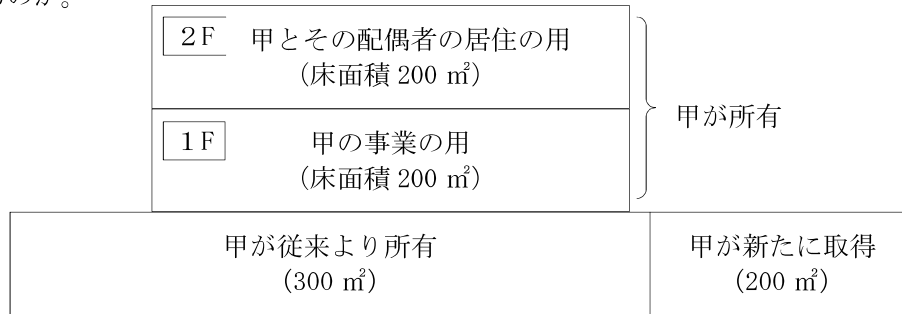 のか。
2F 甲とその配偶者の居住の用
（床面積 200 ㎡）
甲が所有
1F 甲の事業の用
（床面積 200 ㎡）
甲が従来より所有
（300 ㎡）
甲が新たに取得
（200 ㎡）